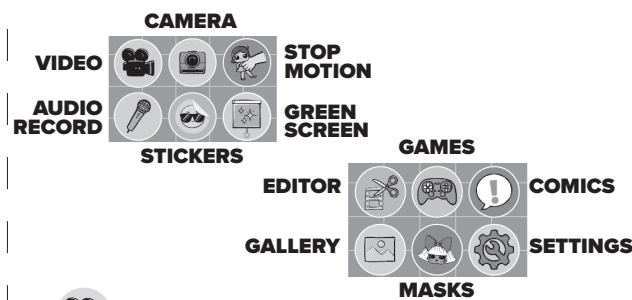 CAMERA
VIDEO
STOP
MOTION
AUDIO
RECORD
GREEN
SCREEN
STICKERS
GAMES
EDITOR
COMICS
GALLERY
SETTINGS
MASKS